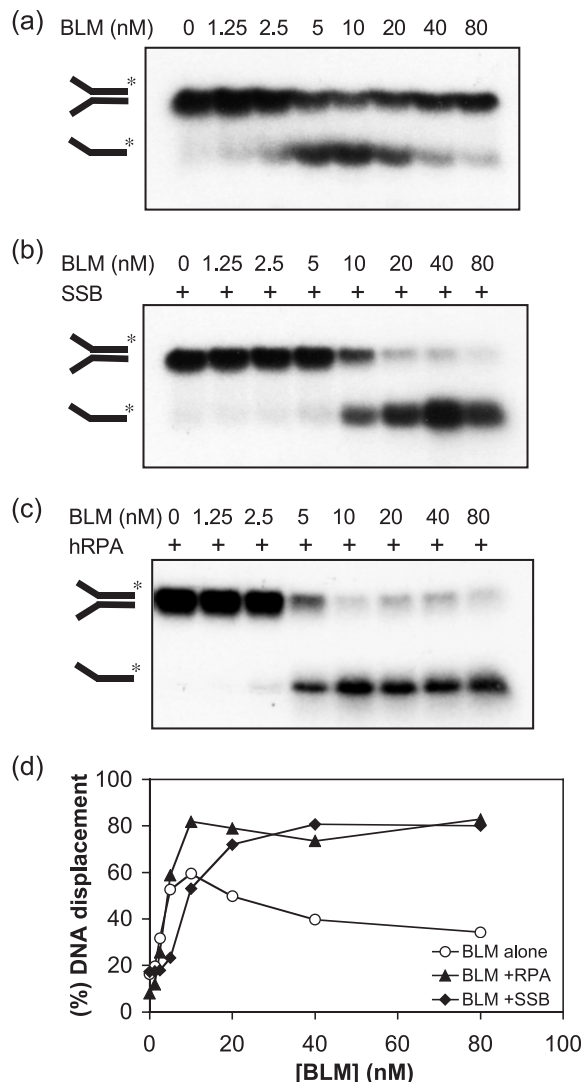 (a)
BLM (nM) 0 1.25 2.5 5 10 20 40 80
*
*
(b)
BLM (nM) 0 1.25 2.5 5 10 20 40 80
SSB + + + + + + + +
*
*
(c)
BLM (nM) 0 1.25 2.5 5 10 20 40 80
hRPA + + + + + + + +
*
*
(d)
(%) DNA displacement
100
80
60
40
20
0
BLM alone
BLM +RPA
BLM +SSB
0 20 40 60 80 100
[BLM] (nM)